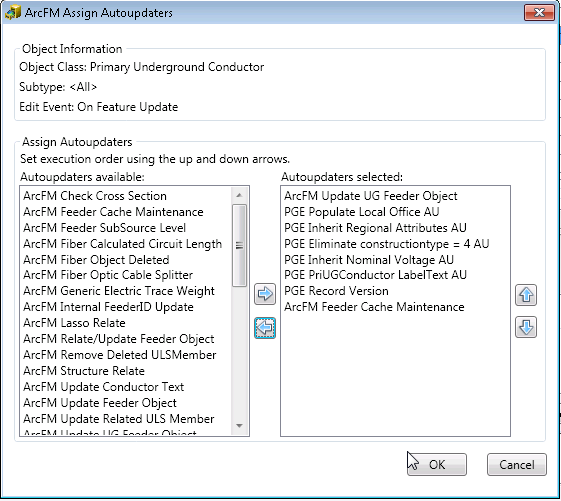 ArcFM Assign Autoupdaters
Object Information
Object Class: Primary Underground Conductor
Subtype: <All>
Edit Event: On Feature Update
Assign Autoupdaters
Set execution order using the up and down arrows.
Autoupdaters available:
ArcFM Check Cross Section
ArcFM Feeder Cache Maintenance
ArcFM Feeder SubSource Level
ArcFM Fiber Calculated Circuit Length
ArcFM Fiber Object Deleted
ArcFM Fiber Optic Cable Splitter
ArcFM Generic Electric Trace Weight
ArcFM Internal FeederID Update
ArcFM Lasso Relate
ArcFM Relate/Update Feeder Object
ArcFM Remove Deleted ULSMember
ArcFM Structure Relate
ArcFM Update Conductor Text
ArcFM Update Feeder Object
ArcFM Update Related ULS Member
ArcFM Update UG Feeder Object
Autoupdaters selected:
ArcFM Update UG Feeder Object
PGE Populate Local Office AU
PGE Inherit Regional Attributes AU
PGE Eliminate constructiontype = 4 AU
PGE Inherit Nominal Voltage AU
PGE PriUGConductor LabelText AU
PGE Record Version
ArcFM Feeder Cache Maintenance
OK
Cancel